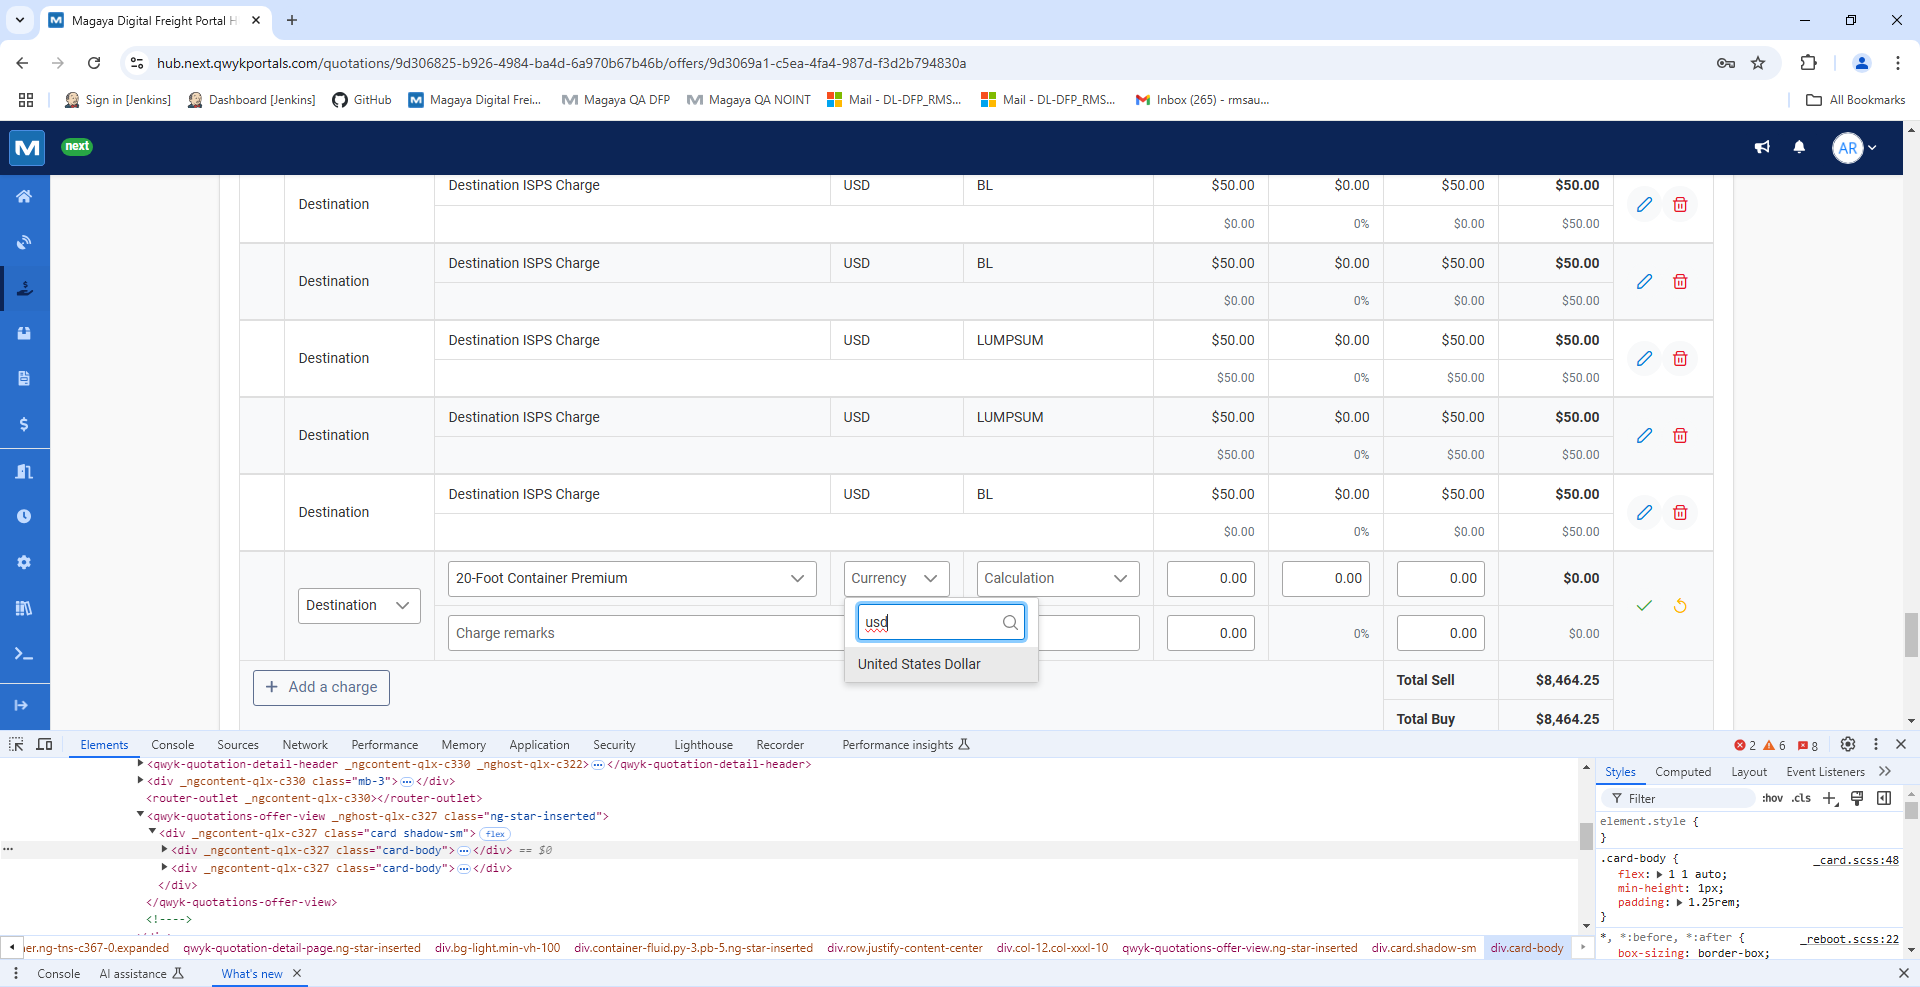 Magaya Digital Freight Portal H
hub.next.qwykportals.com/quotations/9d306825-b926-4984-ba4d-6a970b67b46b/offers/9d3069a1-c5ea-4fa4-987d-f3d2b794830a
Sign in [Jenkins]
Dashboard [Jenkins]
GitHub
Magaya Digital Frei...
Magaya QA DFP
Magaya QA NOINT
Mail - DL-DFP_RMS...
Mail - DL-DFP_RMS...
Inbox (265) - rmsau...
All Bookmarks
next
AR
Destination
Destination ISPS Charge USD BL $50.00 $0.00 $50.00 $50.00
$0.00 0% $0.00 $50.00
Destination
Destination ISPS Charge USD BL $50.00 $0.00 $50.00 $50.00
$0.00 0% $0.00 $50.00
Destination
Destination ISPS Charge USD LUMPSUM $50.00 $0.00 $50.00 $50.00
$50.00 0% $50.00 $50.00
Destination
Destination ISPS Charge USD LUMPSUM $50.00 $0.00 $50.00 $50.00
$50.00 0% $50.00 $50.00
Destination
Destination ISPS Charge USD BL $50.00 $0.00 $50.00 $50.00
$0.00 0% $0.00 $50.00
Destination
20-Foot Container Premium Currency Calculation 0.00 0.00 0.00 $0.00
Charge remarks 0.00 0% 0.00 $0.00
usd
United States Dollar
+ Add a charge
Total Sell $8,464.25
Total Buy $8,464.25
Elements Console Sources Network Performance Memory Application Security Lighthouse Recorder Performance insights 2 6 8
<qwyk-quotation-detail-header _ngcontent-qlx-c330 _nghost-qlx-c322>…</qwyk-quotation-detail-header>
<div _ngcontent-qlx-c330 class="mb-3">…</div>
<router-outlet _ngcontent-qlx-c330></router-outlet>
<qwyk-quotations-offer-view _nghost-qlx-c327 class="ng-star-inserted">
<div _ngcontent-qlx-c327 class="card shadow-sm"> flex
<div _ngcontent-qlx-c327 class="card-body">…</div> == $0
<div _ngcontent-qlx-c327 class="card-body">…</div>
</div>
</qwyk-quotations-offer-view>
<!---->
Styles Computed Layout Event Listeners
Filter :hov .cls
element.style {
}
.card-body { _card.scss:48
flex: 1 1 auto;
min-height: 1px;
padding: 1.25rem;
}
*, *:before, *:after { _reboot.scss:22
box-sizing: border-box;
ner.ng-tns-c367-0.expanded qwyk-quotation-detail-page.ng-star-inserted div.bg-light.min-vh-100 div.container-fluid.py-3.pb-5.ng-star-inserted div.row.justify-content-center div.col-12.col-xxxl-10 qwyk-quotations-offer-view.ng-star-inserted div.card.shadow-sm div.card-body
Console AI assistance What's new